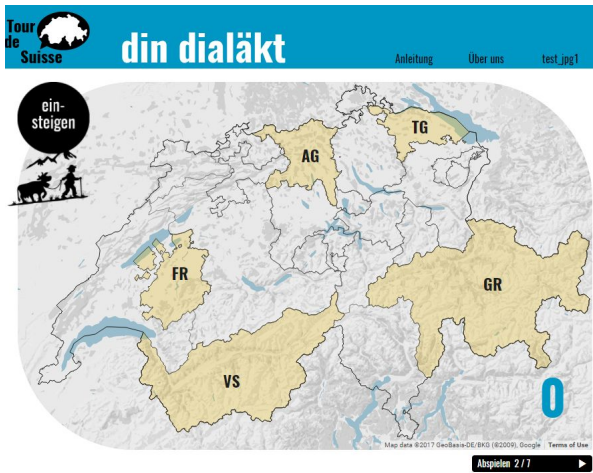 Tour
de
Suisse
din dialäkt
Anleitung
Über uns
test_jpg1
ein-
steigen
TG
AG
FR
GR
VS
0
Map data ©2017 GeoBasis-DE/BKG (©2009), Google
Terms of Use
Abspielen 2 / 7